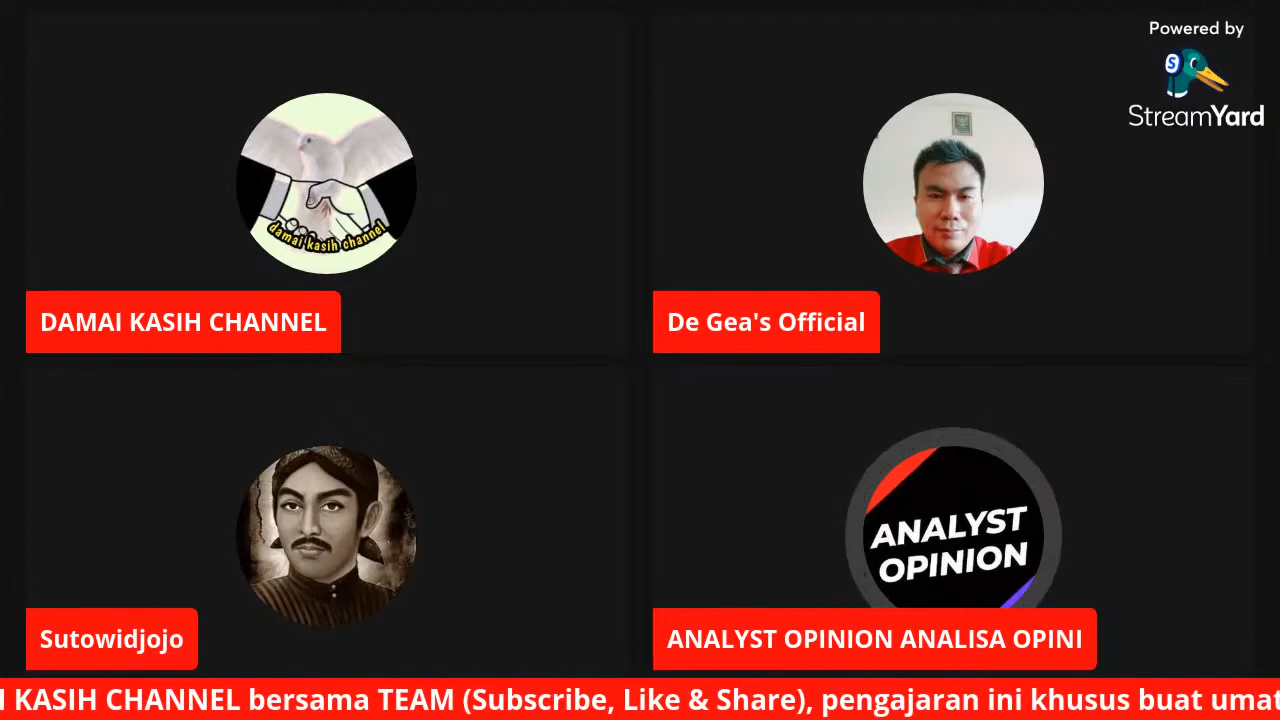 Powered by
S
StreamYard
damai kasih channel
DAMAI KASIH CHANNEL
De Gea's Official
ANALYST
OPINION
Sutowidjojo
ANALYST OPINION ANALISA OPINI
KASIH CHANNEL bersama TEAM (Subscribe, Like & Share), pengajaran ini khusus buat umat